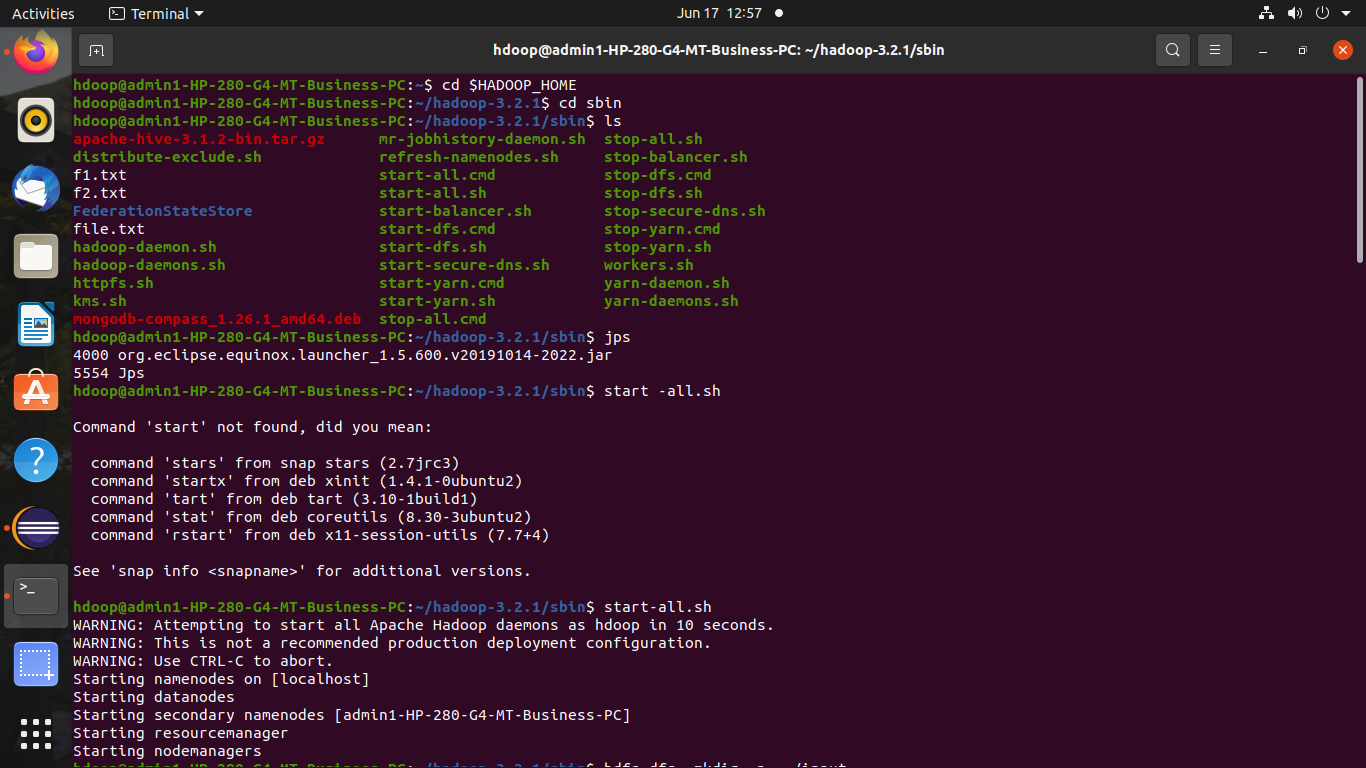 Activities Terminal Jun 17 12:57
hdoop@admin1-HP-280-G4-MT-Business-PC: ~/hadoop-3.2.1/sbin
hdoop@admin1-HP-280-G4-MT-Business-PC:~$ cd $HADOOP_HOME
hdoop@admin1-HP-280-G4-MT-Business-PC:~/hadoop-3.2.1$ cd sbin
hdoop@admin1-HP-280-G4-MT-Business-PC:~/hadoop-3.2.1/sbin$ ls
apache-hive-3.1.2-bin.tar.gz mr-jobhistory-daemon.sh stop-all.sh
distribute-exclude.sh refresh-namenodes.sh stop-balancer.sh
f1.txt start-all.cmd stop-dfs.cmd
f2.txt start-all.sh stop-dfs.sh
FederationStateStore start-balancer.sh stop-secure-dns.sh
file.txt start-dfs.cmd stop-yarn.cmd
hadoop-daemon.sh start-dfs.sh stop-yarn.sh
hadoop-daemons.sh start-secure-dns.sh workers.sh
httpfs.sh start-yarn.cmd yarn-daemon.sh
kms.sh start-yarn.sh yarn-daemons.sh
mongodb-compass_1.26.1_amd64.deb stop-all.cmd
hdoop@admin1-HP-280-G4-MT-Business-PC:~/hadoop-3.2.1/sbin$ jps
4000 org.eclipse.equinox.launcher_1.5.600.v20191014-2022.jar
5554 Jps
hdoop@admin1-HP-280-G4-MT-Business-PC:~/hadoop-3.2.1/sbin$ start -all.sh
Command 'start' not found, did you mean:
command 'stars' from snap stars (2.7jrc3)
command 'startx' from deb xinit (1.4.1-0ubuntu2)
command 'tart' from deb tart (3.10-1build1)
command 'stat' from deb coreutils (8.30-3ubuntu2)
command 'rstart' from deb x11-session-utils (7.7+4)
See 'snap info <snapname>' for additional versions.
hdoop@admin1-HP-280-G4-MT-Business-PC:~/hadoop-3.2.1/sbin$ start-all.sh
WARNING: Attempting to start all Apache Hadoop daemons as hdoop in 10 seconds.
WARNING: This is not a recommended production deployment configuration.
WARNING: Use CTRL-C to abort.
Starting namenodes on [localhost]
Starting datanodes
Starting secondary namenodes [admin1-HP-280-G4-MT-Business-PC]
Starting resourcemanager
Starting nodemanagers
hdoop@admin1-HP-280-G4-MT-Business-PC:~/hadoop-3.2.1/sbin$ hdfs dfs -mkdir